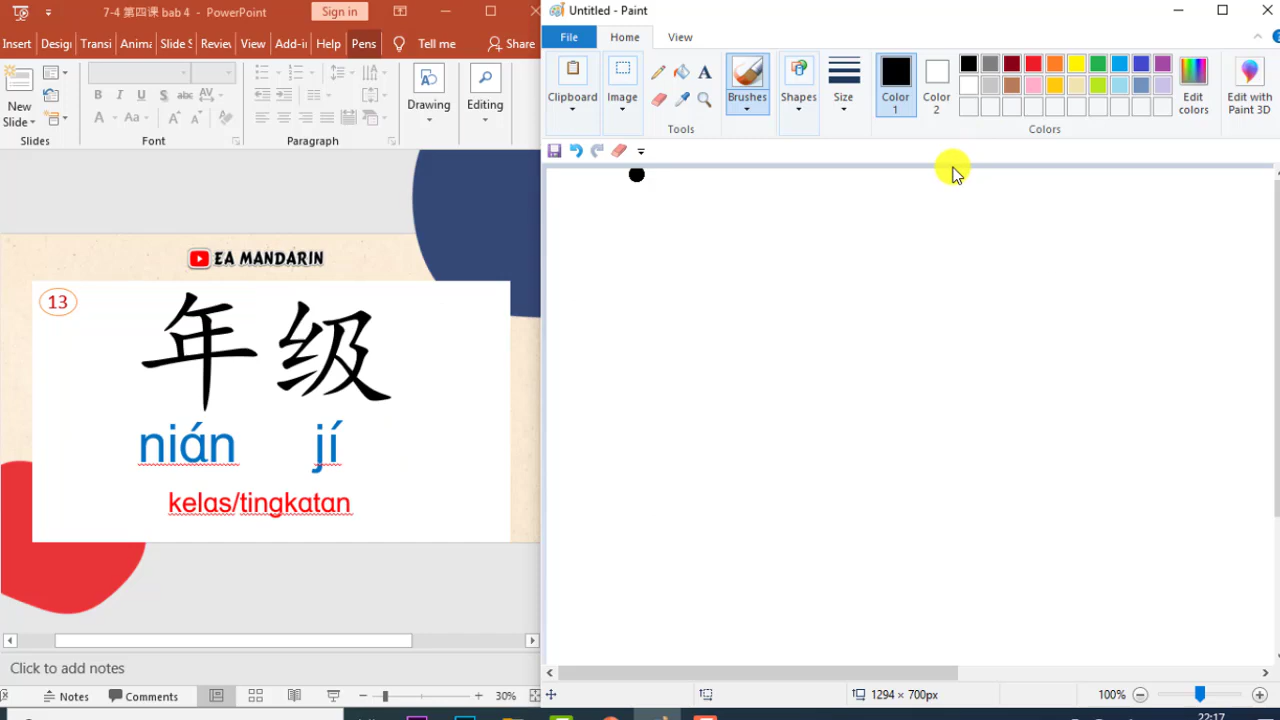 7-4 第四课 bab 4 - PowerPoint
Sign in
Untitled - Paint
Insert Desigi Transi Anima Slide S Reviev View Add-i Help Pens Tell me Share
File Home View
New Slide
Drawing
Editing
Clipboard
Image
Brushes
Shapes
Size
Color 1
Color 2
Edit colors
Edit with Paint 3D
Slides
Font
Paragraph
Tools
Colors
EA MANDARIN
13
年级
nián jí
kelas/tingkatan
Click to add notes
Notes Comments 30%
1294 × 700px
100%
22:17